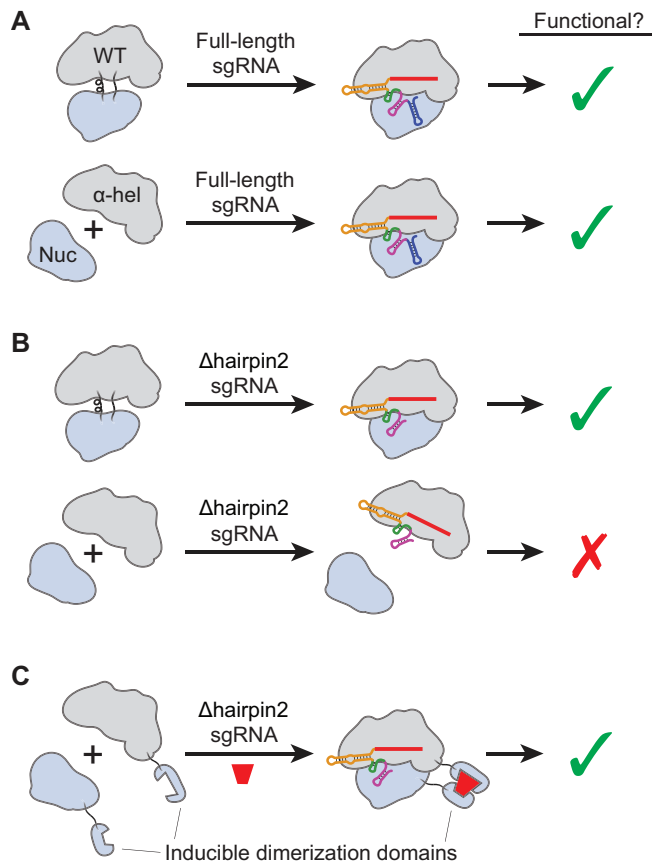 A
Functional?
WT
Full-length
sgRNA
α-hel
Nuc
+
Full-length
sgRNA
B
Δhairpin2
sgRNA
+
Δhairpin2
sgRNA
C
+
Δhairpin2
sgRNA
Inducible dimerization domains